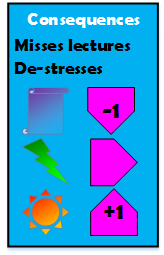 Consequences
Misses lectures
De-stresses
-1
+1